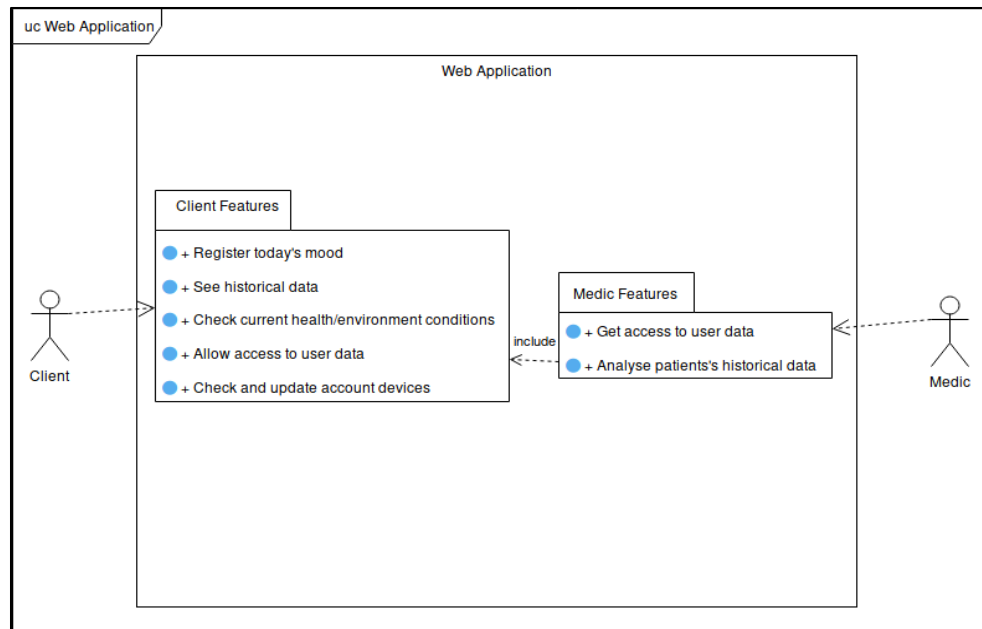 uc Web Application
Web Application
Client Features
+ Register today's mood
+ See historical data
+ Check current health/environment conditions
+ Allow access to user data
+ Check and update account devices
Client
include
Medic Features
+ Get access to user data
+ Analyse patients's historical data
Medic